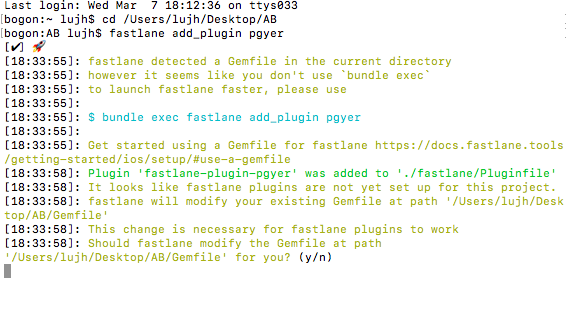 Last login: Wed Mar  7 18:12:36 on ttys033
[bogon:~ lujh$ cd /Users/lujh/Desktop/AB
[bogon:AB lujh$ fastlane add_plugin pgyer
[✔] 🚀
[18:33:55]: fastlane detected a Gemfile in the current directory
[18:33:55]: however it seems like you don't use `bundle exec`
[18:33:55]: to launch fastlane faster, please use
[18:33:55]:
[18:33:55]: $ bundle exec fastlane add_plugin pgyer
[18:33:55]:
[18:33:55]: Get started using a Gemfile for fastlane https://docs.fastlane.tools
/getting-started/ios/setup/#use-a-gemfile
[18:33:58]: Plugin 'fastlane-plugin-pgyer' was added to './fastlane/Pluginfile'
[18:33:58]: It looks like fastlane plugins are not yet set up for this project.
[18:33:58]: fastlane will modify your existing Gemfile at path '/Users/lujh/Desk
top/AB/Gemfile'
[18:33:58]: This change is necessary for fastlane plugins to work
[18:33:58]: Should fastlane modify the Gemfile at path
'/Users/lujh/Desktop/AB/Gemfile' for you? (y/n)